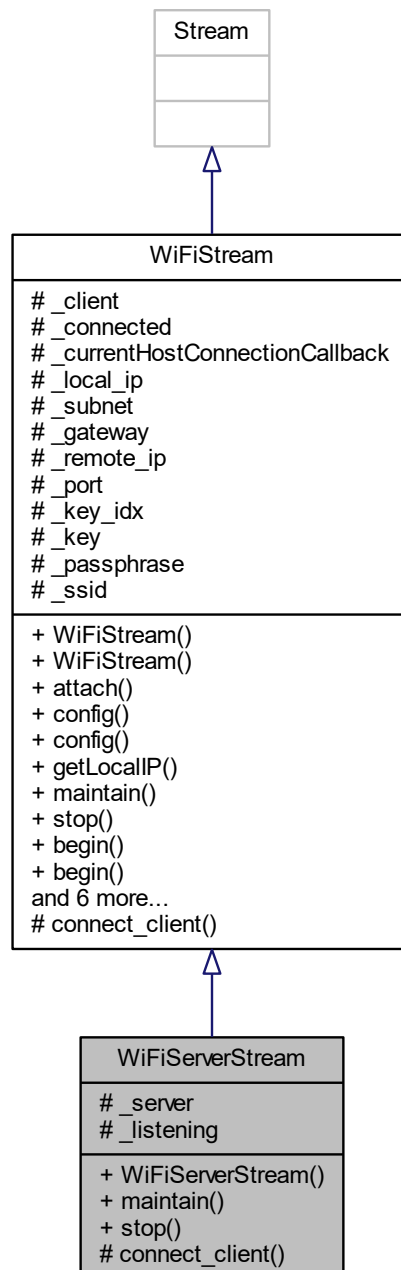 Stream
WiFiStream
# _client
# _connected
# _currentHostConnectionCallback
# _local_ip
# _subnet
# _gateway
# _remote_ip
# _port
# _key_idx
# _key
# _passphrase
# _ssid
+ WiFiStream()
+ WiFiStream()
+ attach()
+ config()
+ config()
+ getLocalIP()
+ maintain()
+ stop()
+ begin()
+ begin()
and 6 more...
# connect_client()
WiFiServerStream
# _server
# _listening
+ WiFiServerStream()
+ maintain()
+ stop()
# connect_client()